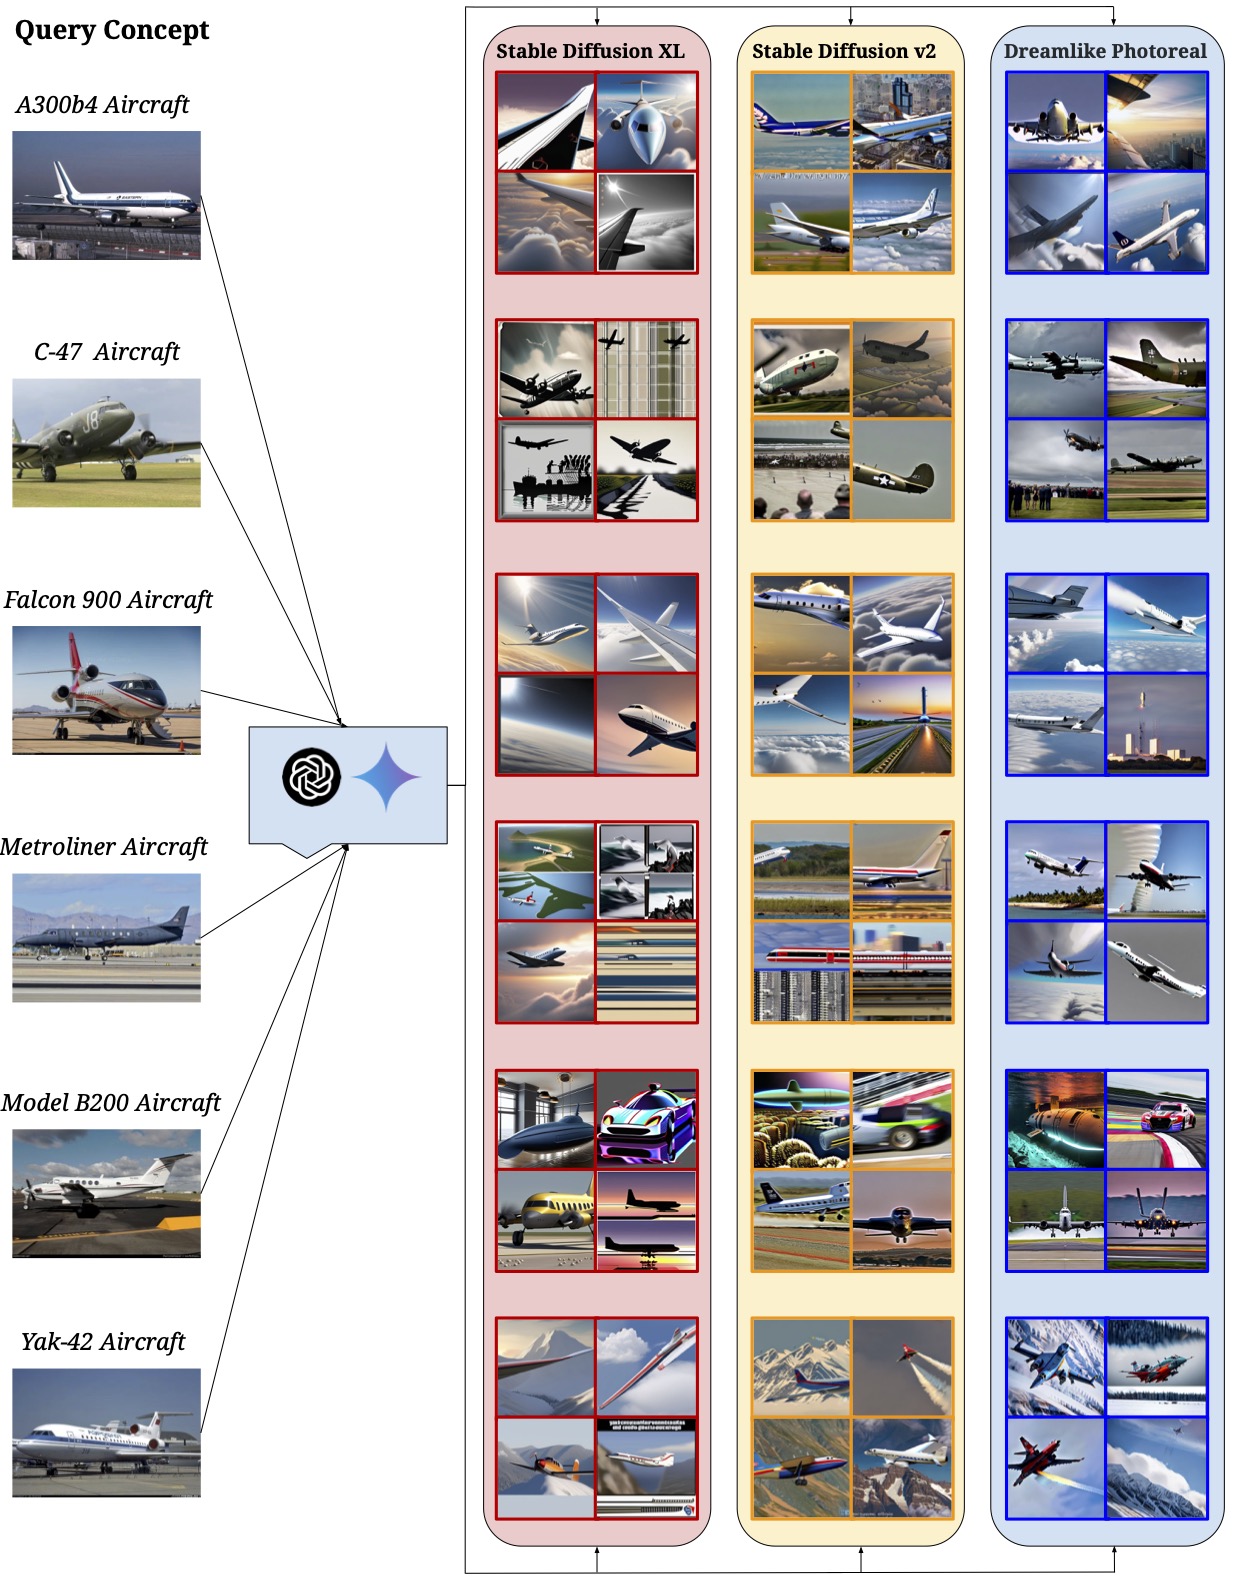 Query Concept
Stable Diffusion XL
Stable Diffusion v2
Dreamlike Photoreal
A300b4 Aircraft
C-47 Aircraft
J8
Falcon 900 Aircraft
Metroliner Aircraft
Model B200 Aircraft
Yak-42 Aircraft